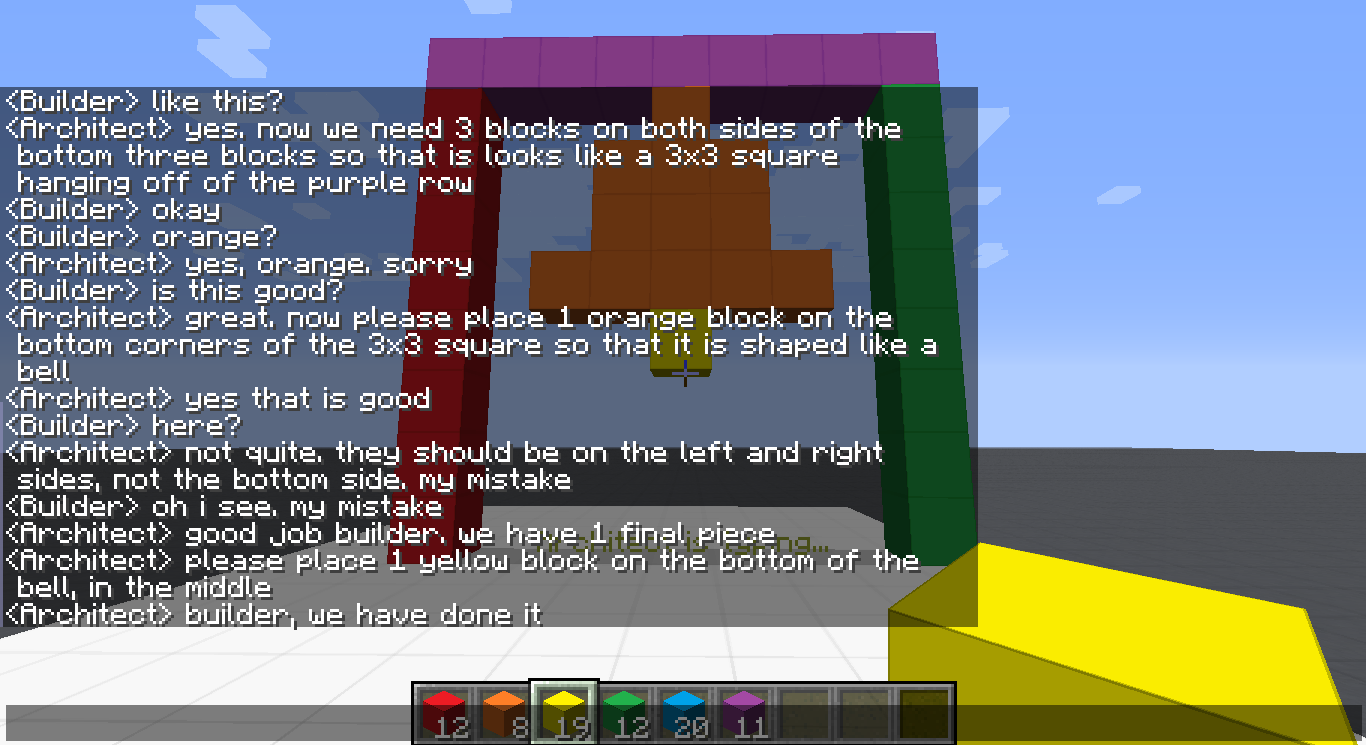 <Builder> like this?
<Architect> yes. now we need 3 blocks on both sides of the
bottom three blocks so that is looks like a 3x3 square
hanging off of the purple row
<Builder> okay
<Builder> orange?
<Architect> yes, orange. sorry
<Builder> is this good?
<Architect> great. now please place 1 orange block on the
bottom corners of the 3x3 square so that it is shaped like a
bell
<Architect> yes that is good
<Builder> here?
<Architect> not quite. they should be on the left and right
sides, not the bottom side. my mistake
<Builder> oh i see. my mistake
<Architect> good job builder. we have 1 final piece
Architect is typing...
<Architect> please place 1 yellow block on the bottom of the
bell, in the middle
<Architect> builder, we have done it
12 8 19 12 20 11